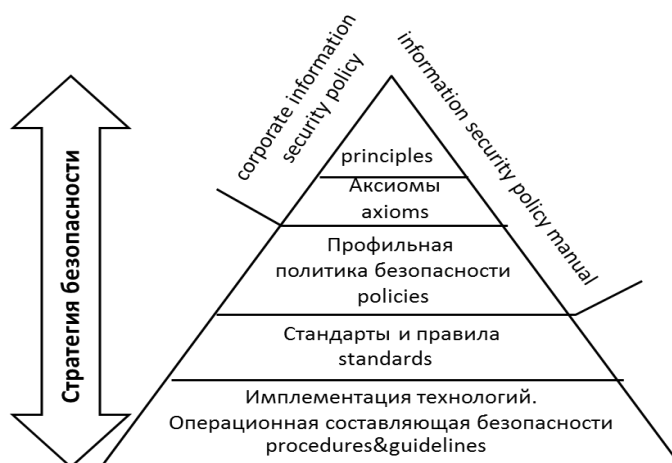 Стратегия безопасности
corporate information
security policy
information security policy manual
principles
Аксиомы
axioms
Профильная
политика безопасности
policies
Стандарты и правила
standards
Имплементация технологий.
Операционная составляющая безопасности
procedures&guidelines